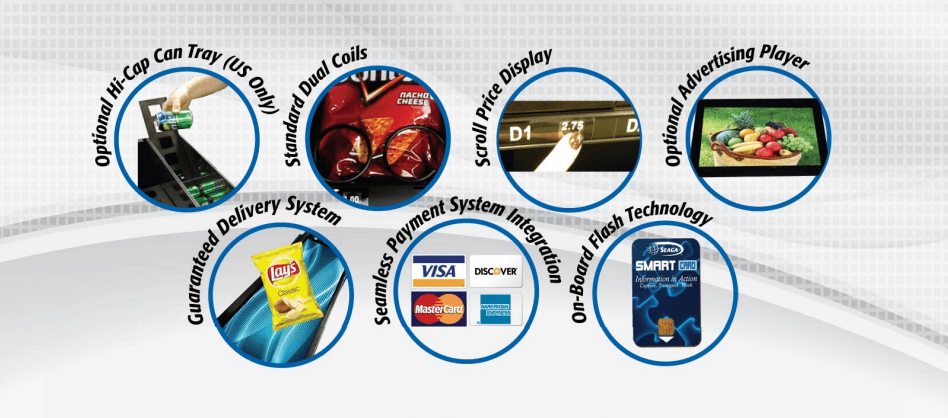 Optional Hi-Cap Can Tray (US Only)
Standard Dual Coils
NACHO
CHEESE
Scroll Price Display
D1
2.75
D
Optional Advertising Player
Guaranteed Delivery System
Lay's
Classic
Seamless Payment System Integration
VISA
DISCOVER
MasterCard
AMERICAN
EXPRESS
On-Board Flash Technology
SEAGA
SMART CARD
Information in Action